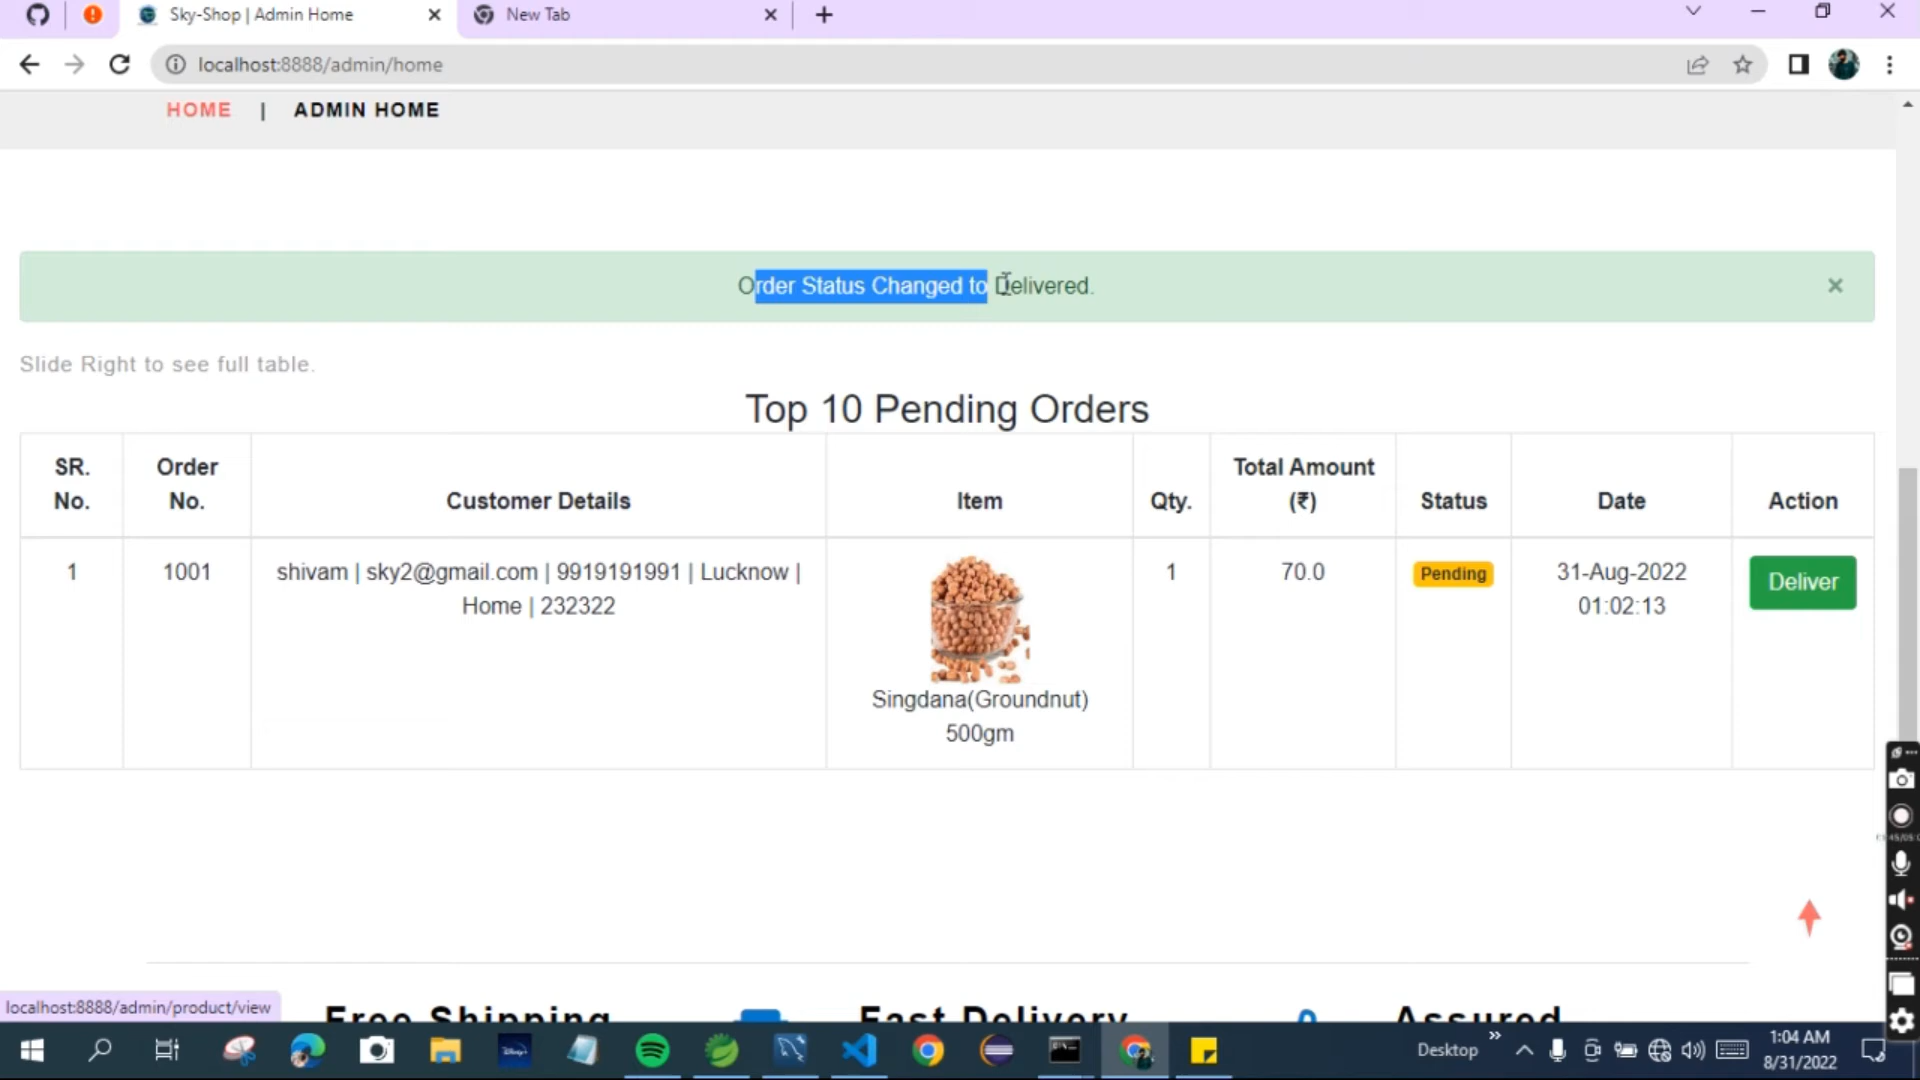 Sky-Shop | Admin Home
New Tab
localhost:8888/admin/home
HOME | ADMIN HOME
Order Status Changed to Delivered.
Slide Right to see full table.
Top 10 Pending Orders
SR. No. Order No. Customer Details Item Qty. Total Amount (₹) Status Date Action
1 1001 shivam | sky2@gmail.com | 9919191991 | Lucknow | 1 70.0 Pending 31-Aug-2022 Deliver
Home | 232322 01:02:13
Singdana(Groundnut)
500gm
localhost:8888/admin/product/view
Free Shipping Fast Delivery Assured
Desktop
1:04 AM
8/31/2022